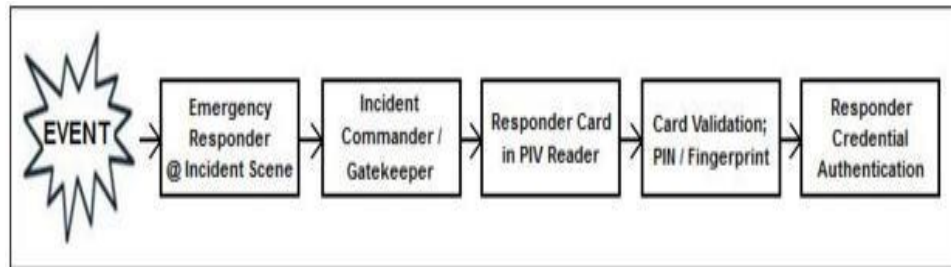 EVENT
Emergency
Responder
@ Incident Scene
Incident
Commander /
Gatekeeper
Responder Card
in PIV Reader
Card Validation;
PIN / Fingerprint
Responder
Credential
Authentication